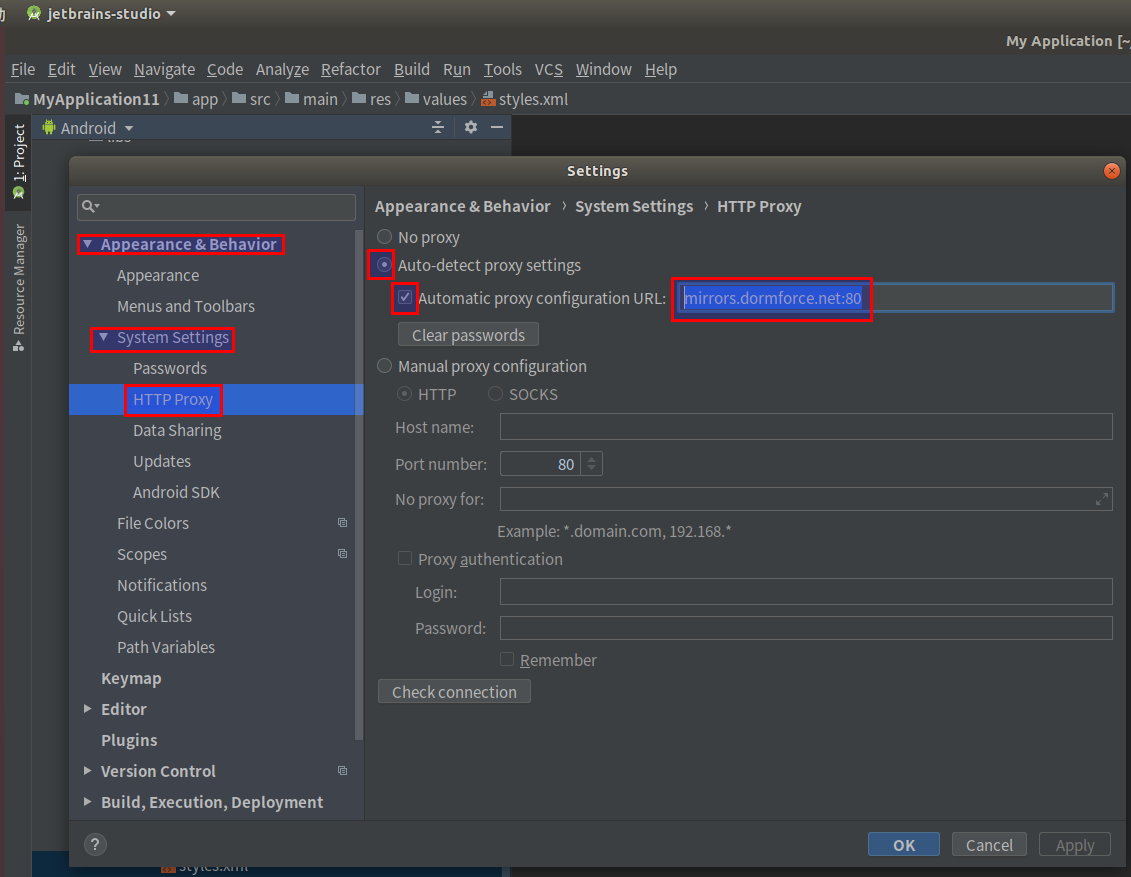 jetbrains-studio
My Application [~
File Edit View Navigate Code Analyze Refactor Build Run Tools VCS Window Help
MyApplication11 app src main res values styles.xml
Android
1: Project
Resource Manager
Settings
Appearance & Behavior
Appearance
Menus and Toolbars
System Settings
Passwords
HTTP Proxy
Data Sharing
Updates
Android SDK
File Colors
Scopes
Notifications
Quick Lists
Path Variables
Keymap
Editor
Plugins
Version Control
Build, Execution, Deployment
Appearance & Behavior › System Settings › HTTP Proxy
No proxy
Auto-detect proxy settings
Automatic proxy configuration URL: mirrors.dormforce.net:80
Clear passwords
Manual proxy configuration
HTTP SOCKS
Host name:
Port number: 80
No proxy for:
Example: *.domain.com, 192.168.*
Proxy authentication
Login:
Password:
Remember
Check connection
? OK Cancel Apply
styles.xml